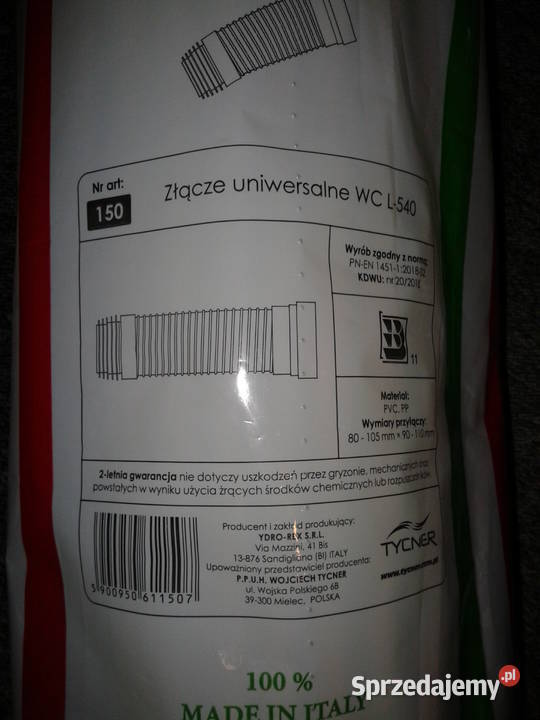 Nr art:
150
Złącze uniwersalne WC L-540
Wyrób zgodny z normą:
PN-EN 1451-1:2018-02
KDWU: nr 20/2018
B
11
Materiał:
PVC, PP
Wymiary przyłączy:
80 - 105 mm * 90 - 110 mm
2-letnia gwarancja nie dotyczy uszkodzeń przez gryzonie, mechanicznych oraz
powstałych w wyniku użycia żrących środków chemicznych lub rozpuszczalników.
Producent i zakład produkujący:
YDRO-REX S.R.L.
Via Mazzini, 41 Bis
13-876 Sandigliano (BI) ITALY
Upoważniony przedstawiciel producenta:
P.P.U.H. WOJCIECH TYCNER
ul. Wojska Polskiego 6B
39-300 Mielec, POLSKA
TYCNER
5 900950 611507
100 %
MADE IN ITALY
Sprzedajemy.pl